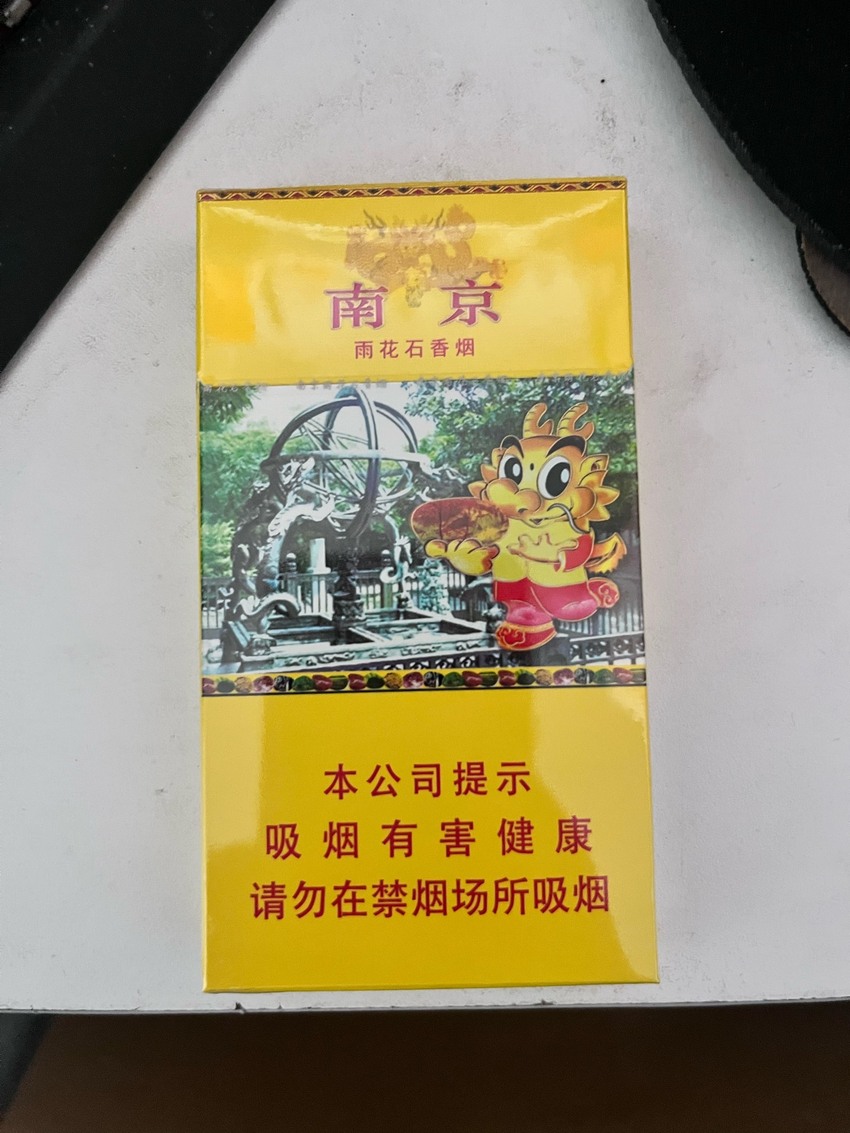 南京
雨花石香烟
本公司提示
吸烟有害健康
请勿在禁烟场所吸烟